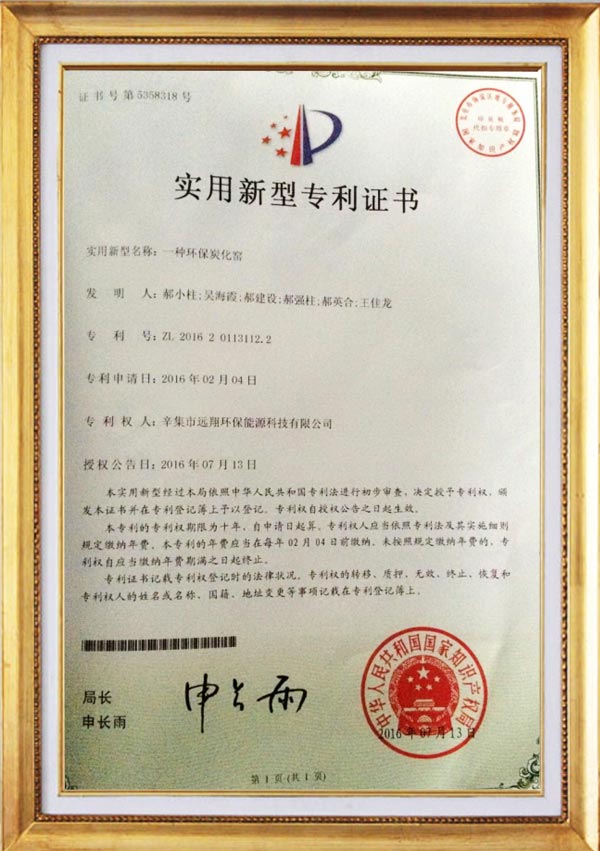 证书号第5358318号
实用新型专利证书
实用新型名称：一种环保炭化窑
发明人：郝小柱;吴海霞;郝建设;郝强柱;郝英合;王佳龙
专利号：ZL 2016 2 0113112.2
专利申请日：2016年02月04日
专利权人：辛集市远翔环保能源科技有限公司
授权公告日：2016年07月13日
本实用新型经过本局依照中华人民共和国专利法进行初步审查，决定授予专利权，颁
发本证书并在专利登记簿上予以登记。专利权自授权公告之日起生效。
本专利的专利权期限为十年，自申请日起算。专利权人应当依照专利法及其实施细则
规定缴纳年费。本专利的年费应当在每年02月04日前缴纳。未按照规定缴纳年费的，专
利权自应当缴纳年费期满之日起终止。
专利证书记载专利权登记时的法律状况。专利权的转移、质押、无效、终止、恢复和
专利权人的姓名或名称、国籍、地址变更等事项记载在专利登记簿上。
局长
申长雨
申长雨
中华人民共和国国家知识产权局
2016年07月13日
第1页(共1页)